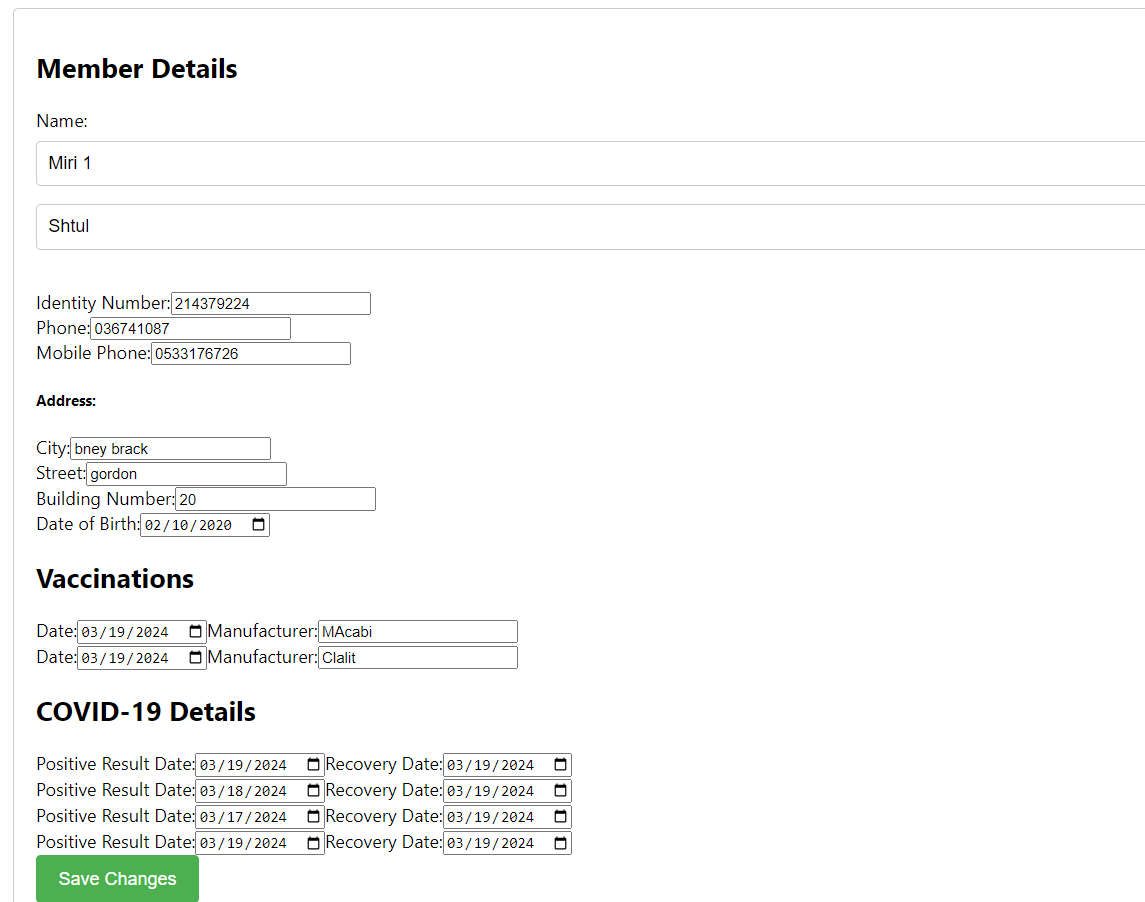 Member Details
Name:
Miri 1
Shtul
Identity Number: 214379224
Phone: 036741087
Mobile Phone: 0533176726
Address:
City: bney brack
Street: gordon
Building Number: 20
Date of Birth: 02/10/2020
Vaccinations
Date: 03/19/2024 Manufacturer: MAcabi
Date: 03/19/2024 Manufacturer: Clalit
COVID-19 Details
Positive Result Date: 03/19/2024 Recovery Date: 03/19/2024
Positive Result Date: 03/18/2024 Recovery Date: 03/19/2024
Positive Result Date: 03/17/2024 Recovery Date: 03/19/2024
Positive Result Date: 03/19/2024 Recovery Date: 03/19/2024
Save Changes